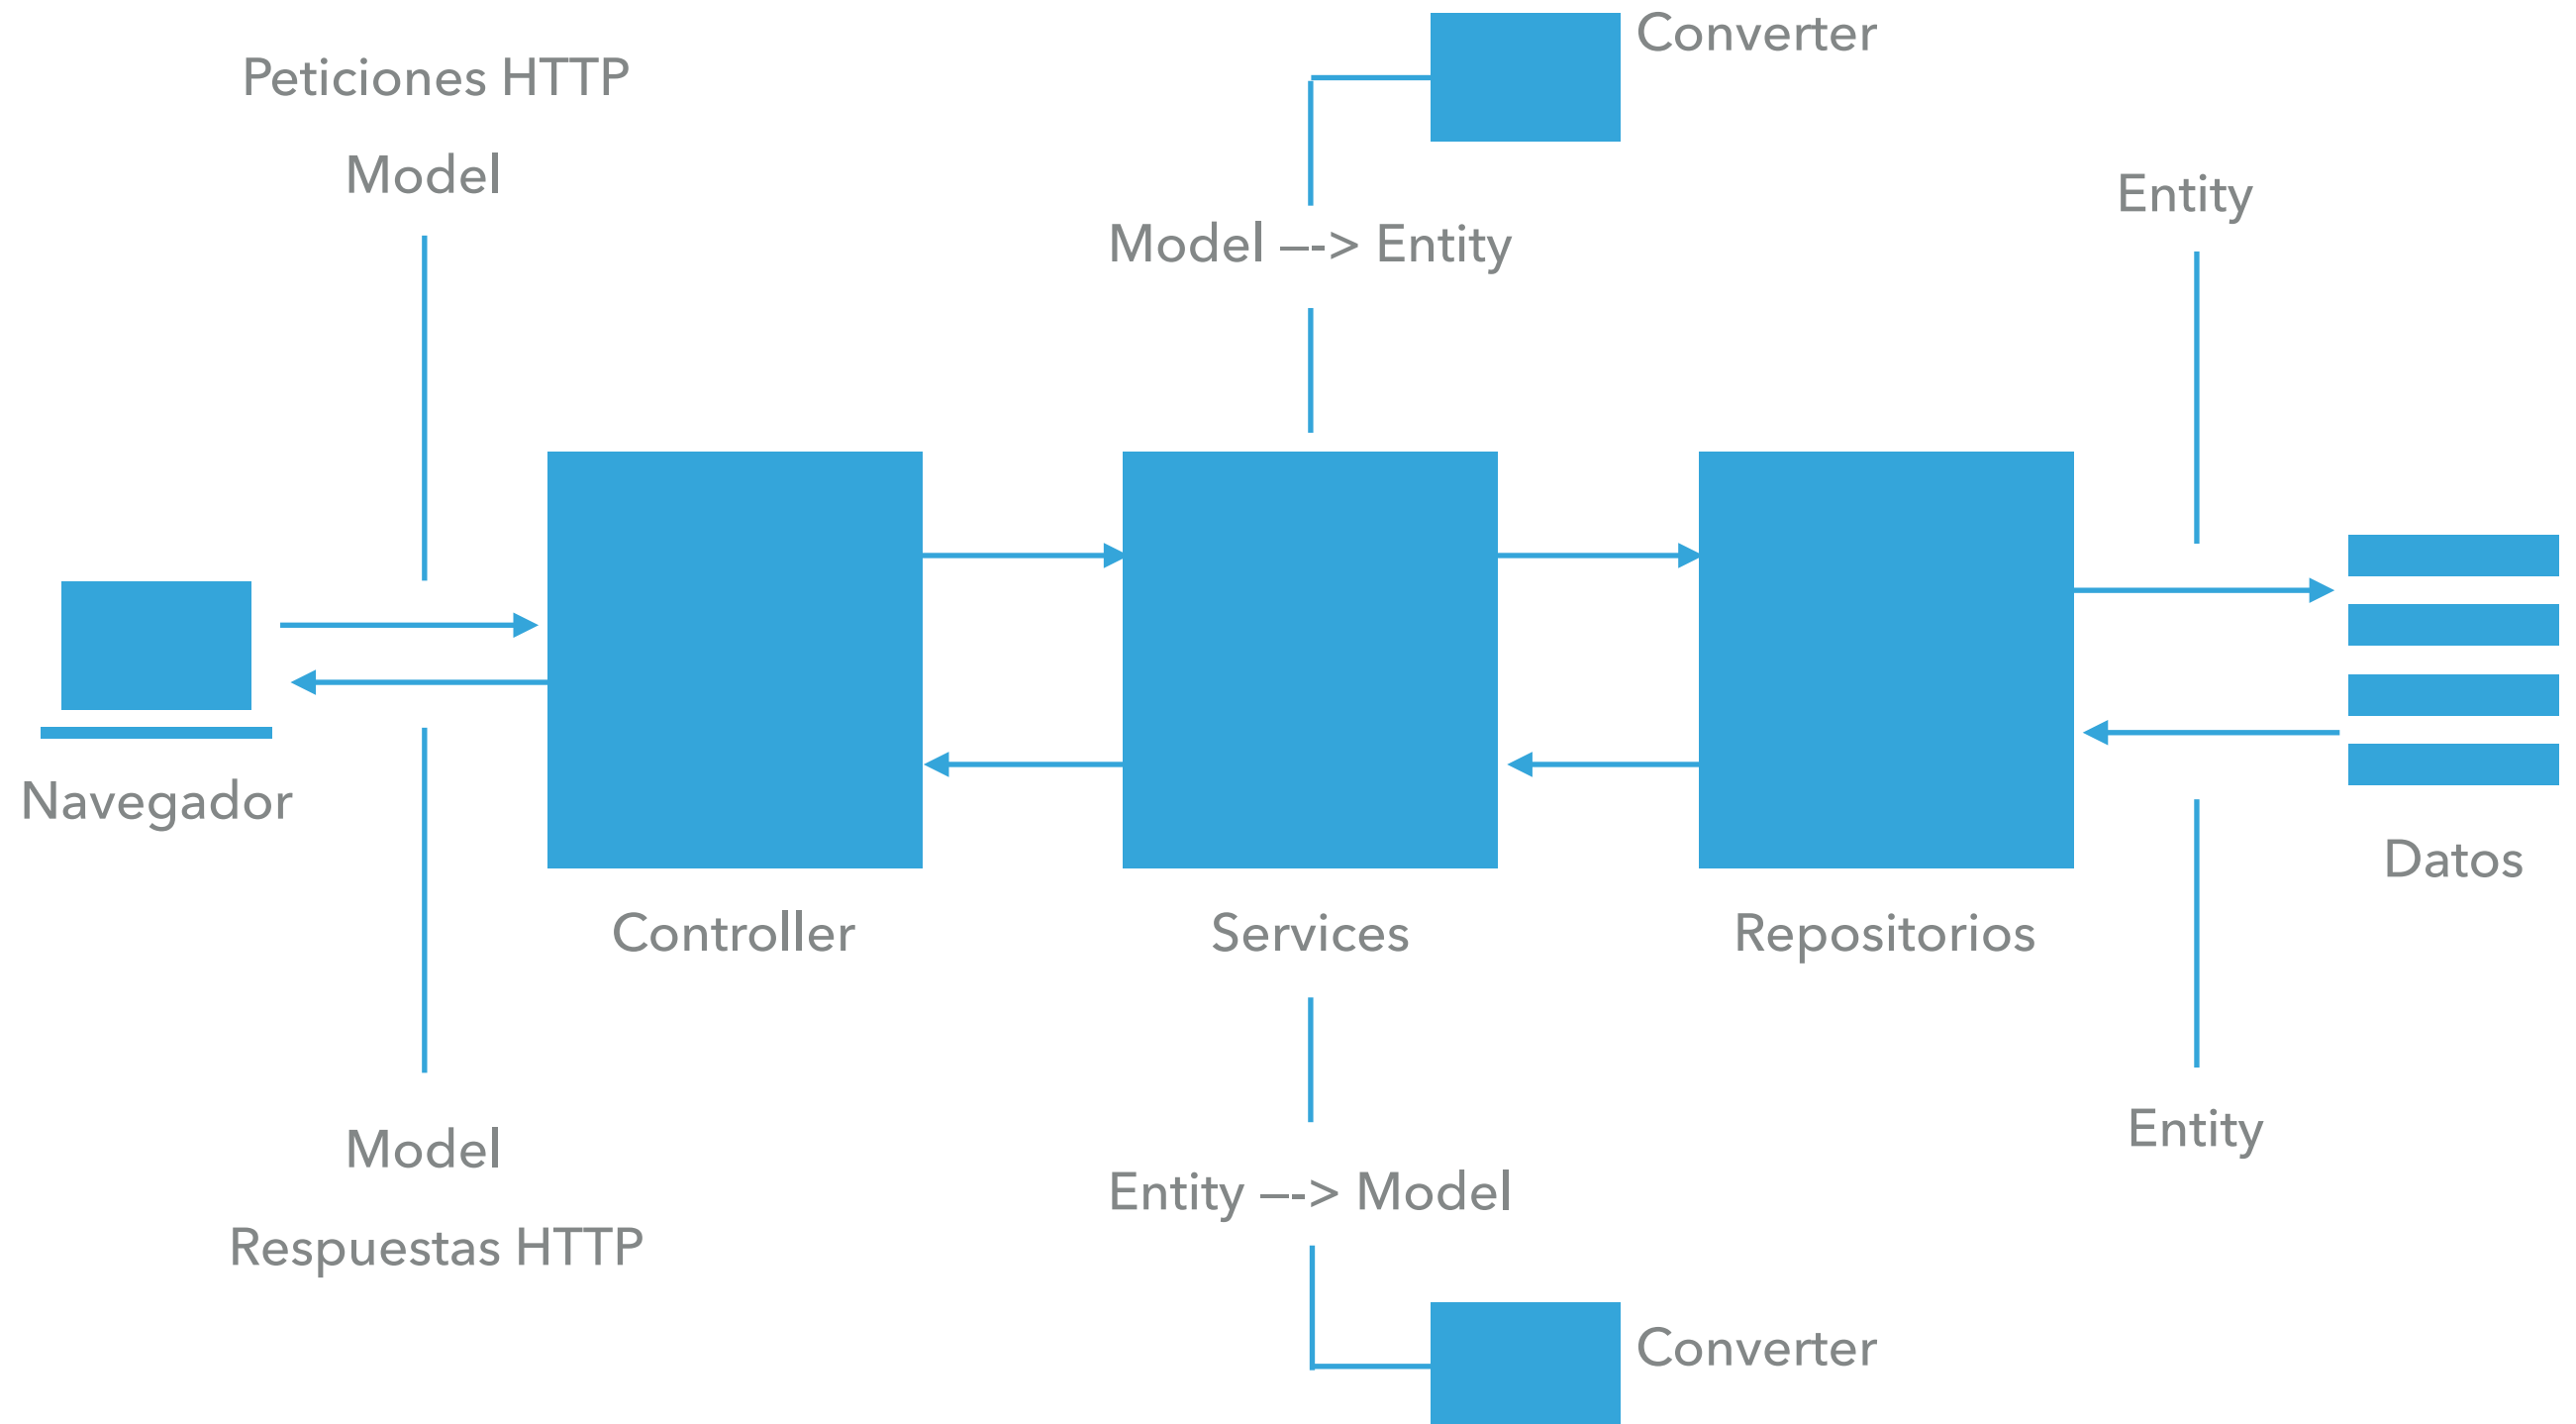 Converter
Peticiones HTTP
Model
Entity
Model —-> Entity
Navegador
Datos
Controller
Services
Repositorios
Model
Entity
Entity —-> Model
Respuestas HTTP
Converter